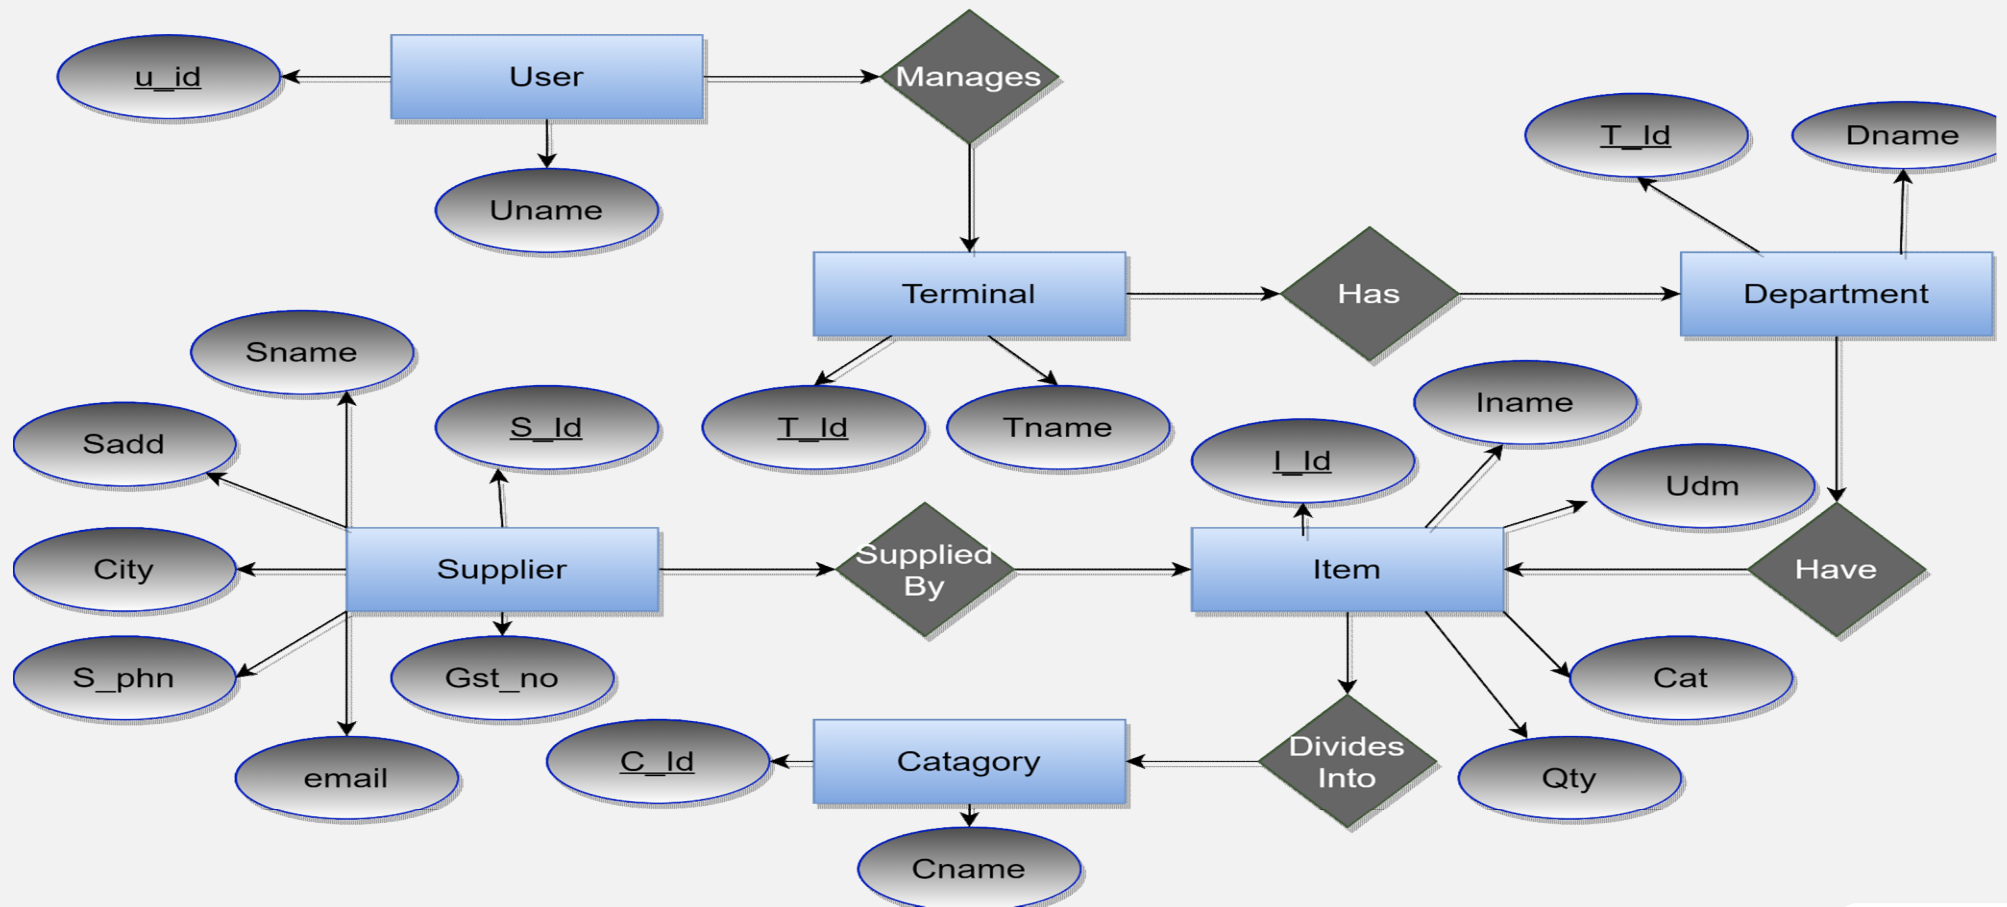 u_id
User
Manages
T_Id
Dname
Uname
Terminal
Has
Department
Sname
Sadd
S_Id
T_Id
Tname
I_Id
Iname
Udm
City
Supplier
Supplied
By
Item
Have
S_phn
Gst_no
Cat
email
C_Id
Catagory
Divides
Into
Qty
Cname